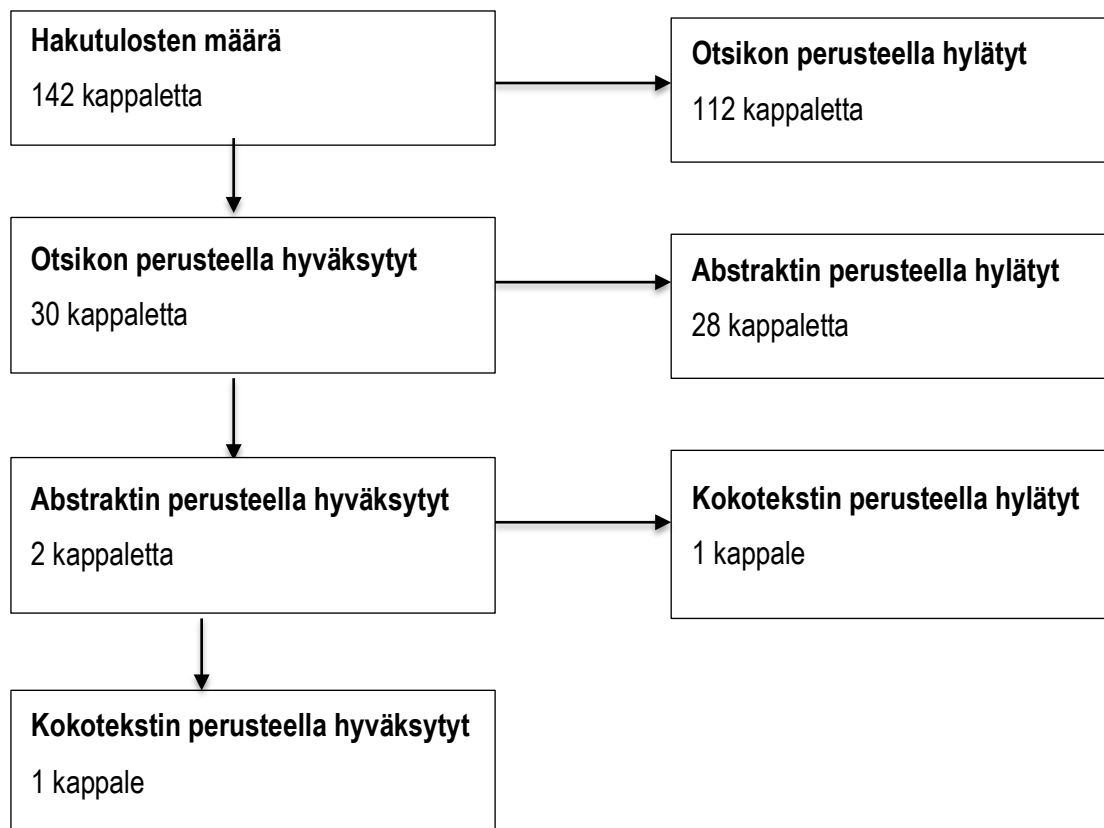 Hakutulosten määrä
142 kappaletta
Otsikon perusteella hylätyt
112 kappaletta
Otsikon perusteella hyväksytyt
30 kappaletta
Abstraktin perusteella hylätyt
28 kappaletta
Abstraktin perusteella hyväksytyt
2 kappaletta
Kokotekstin perusteella hylätyt
1 kappale
Kokotekstin perusteella hyväksytyt
1 kappale